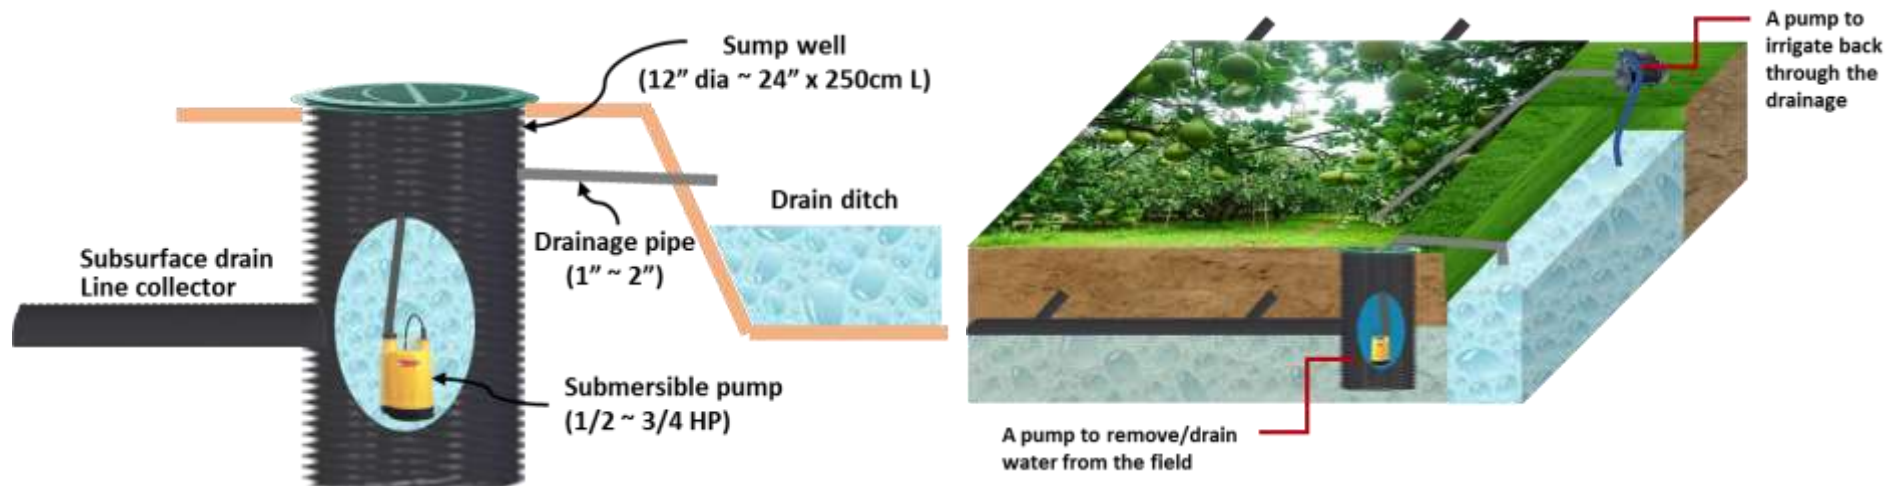 Sump well
(12” dia ~ 24” x 250cm L)
Drain ditch
Drainage pipe
(1” ~ 2”)
Subsurface drain
Line collector
Submersible pump
(1/2 ~ 3/4 HP)
A pump to
irrigate back
through the
drainage
A pump to remove/drain
water from the field